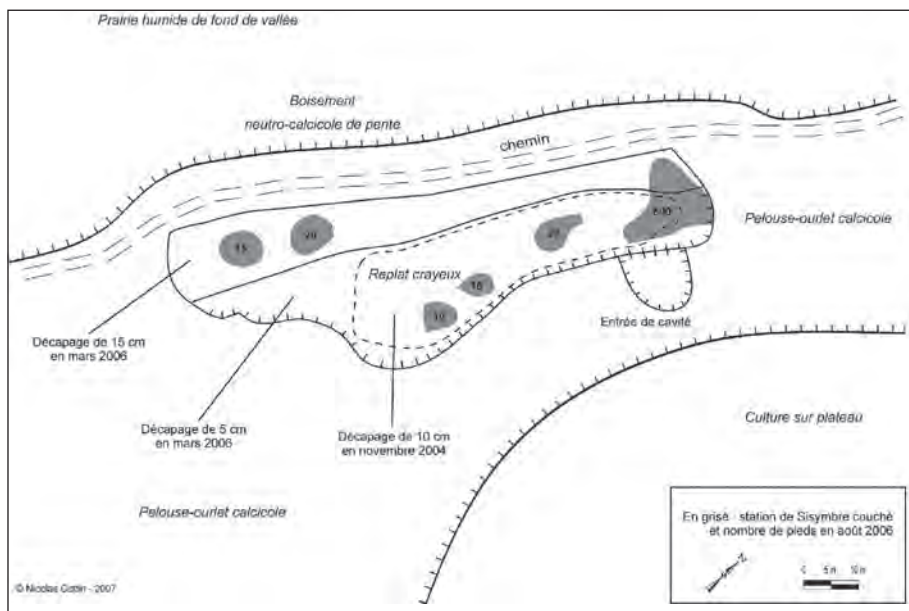 Prairie humide de fond de vallée
Boisement
neutro-calcicole de pente
chemin
Pelouse-ourlet calcicole
15
20
Replat crayeux
Entrée de cavité
Décapage de 15 cm
en mars 2006
Décapage de 5 cm
en mars 2006
Décapage de 10 cm
en novembre 2004
Culture sur plateau
Pelouse-ourlet calcicole
En grisé : station de Sisymbre couché
et nombre de pieds en août 2006
N
0 5 m 10 m
© Nicolas Cottin - 2007